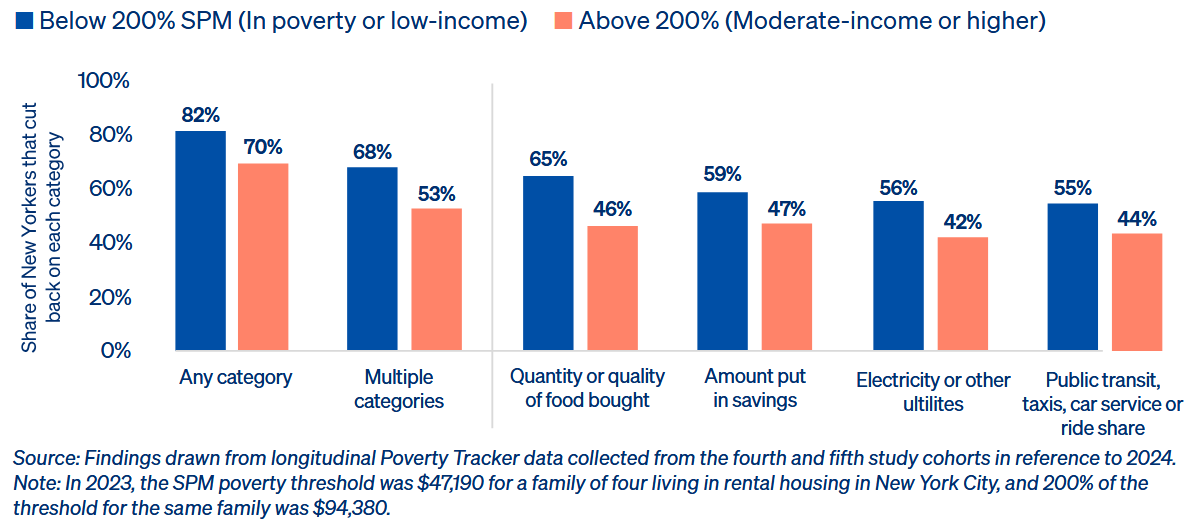 Below 200% SPM (In poverty or low-income)
Above 200% (Moderate-income or higher)
Share of New Yorkers that cut
back on each category
100%
80%
60%
40%
20%
0%
82%
70%
68%
53%
65%
46%
59%
47%
56%
42%
55%
44%
Any category
Multiple
categories
Quantity or quality
of food bought
Amount put
in savings
Electricity or other
ultilites
Public transit,
taxis, car service or
ride share
Source: Findings drawn from longitudinal Poverty Tracker data collected from the fourth and fifth study cohorts in reference to 2024.
Note: In 2023, the SPM poverty threshold was $47,190 for a family of four living in rental housing in New York City, and 200% of the
threshold for the same family was $94,380.